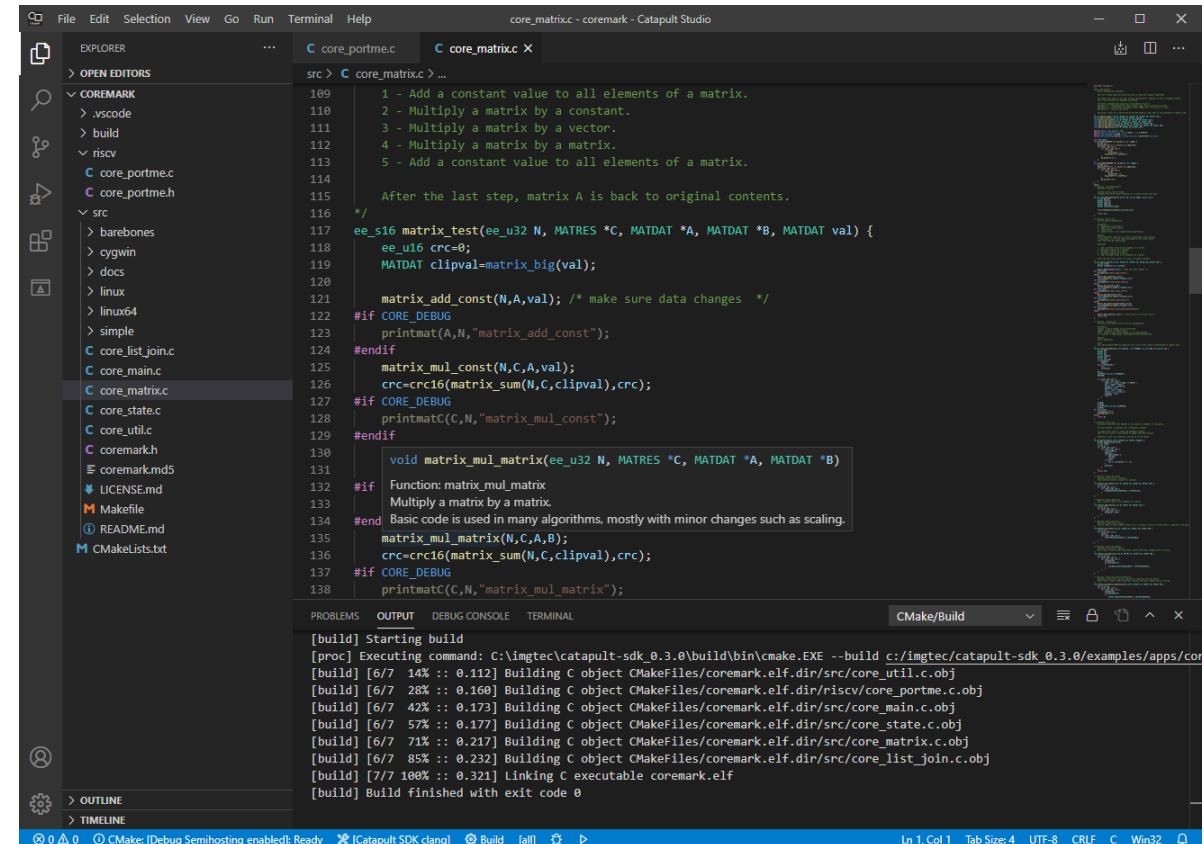 File Edit Selection View Go Run Terminal Help core_matrix.c - coremark - Catapult Studio
EXPLORER
OPEN EDITORS
COREMARK
.vscode
build
riscv
core_portme.c
core_portme.h
src
barebones
cygwin
docs
linux
linux64
simple
core_list_join.c
core_main.c
core_matrix.c
core_state.c
core_util.c
coremark.h
coremark.md5
LICENSE.md
Makefile
README.md
CMakeLists.txt
OUTLINE
TIMELINE
core_portme.c core_matrix.c
src > C core_matrix.c > ...
109 1 - Add a constant value to all elements of a matrix.
110 2 - Multiply a matrix by a constant.
111 3 - Multiply a matrix by a vector.
112 4 - Multiply a matrix by a matrix.
113 5 - Add a constant value to all elements of a matrix.
114
115 After the last step, matrix A is back to original contents.
116 */
117 ee_s16 matrix_test(ee_u32 N, MATRES *C, MATDAT *A, MATDAT *B, MATDAT val) {
118 ee_u16 crc=0;
119 MATDAT clipval=matrix_big(val);
120
121 matrix_add_const(N,A,val); /* make sure data changes */
122 #if CORE_DEBUG
123 printmat(A,N,"matrix_add_const");
124 #endif
125 matrix_mul_const(N,C,A,val);
126 crc=crc16(matrix_sum(N,C,clipval),crc);
127 #if CORE_DEBUG
128 printmatC(C,N,"matrix_mul_const");
129 #endif
130
void matrix_mul_matrix(ee_u32 N, MATRES *C, MATDAT *A, MATDAT *B)
131
132 #if
Function: matrix_mul_matrix
133
Multiply a matrix by a matrix.
134 #end
Basic code is used in many algorithms, mostly with minor changes such as scaling.
135 matrix_mul_matrix(N,C,A,B);
136 crc=crc16(matrix_sum(N,C,clipval),crc);
137 #if CORE_DEBUG
138 printmatC(C,N,"matrix_mul_matrix");
PROBLEMS OUTPUT DEBUG CONSOLE TERMINAL CMake/Build
[build] Starting build
[proc] Executing command: C:\imgtec\catapult-sdk_0.3.0\build\bin\cmake.EXE --build c:/imgtec/catapult-sdk_0.3.0/examples/apps/cor
[build] [6/7 14% :: 0.112] Building C object CMakeFiles/coremark.elf.dir/src/core_util.c.obj
[build] [6/7 28% :: 0.160] Building C object CMakeFiles/coremark.elf.dir/riscv/core_portme.c.obj
[build] [6/7 42% :: 0.173] Building C object CMakeFiles/coremark.elf.dir/src/core_main.c.obj
[build] [6/7 57% :: 0.177] Building C object CMakeFiles/coremark.elf.dir/src/core_state.c.obj
[build] [6/7 71% :: 0.217] Building C object CMakeFiles/coremark.elf.dir/src/core_matrix.c.obj
[build] [6/7 85% :: 0.232] Building C object CMakeFiles/coremark.elf.dir/src/core_list_join.c.obj
[build] [7/7 100% :: 0.321] Linking C executable coremark.elf
[build] Build finished with exit code 0
0 0 CMake: [Debug Semihosting enabled]: Ready [Catapult SDK clang] Build [all] Ln 1, Col 1 Tab Size: 4 UTF-8 CRLF C Win32